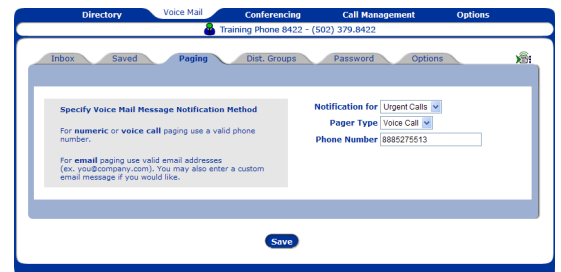 Directory Voice Mail Conferencing Call Management Options
Training Phone 8422 - (502) 379.8422
Inbox Saved Paging Dist. Groups Password Options
Specify Voice Mail Message Notification Method
For numeric or voice call paging use a valid phone
number.
For email paging use valid email addresses
(ex. you@company.com). You may also enter a custom
email message if you would like.
Notification for Urgent Calls
Pager Type Voice Call
Phone Number 8885275513
Save